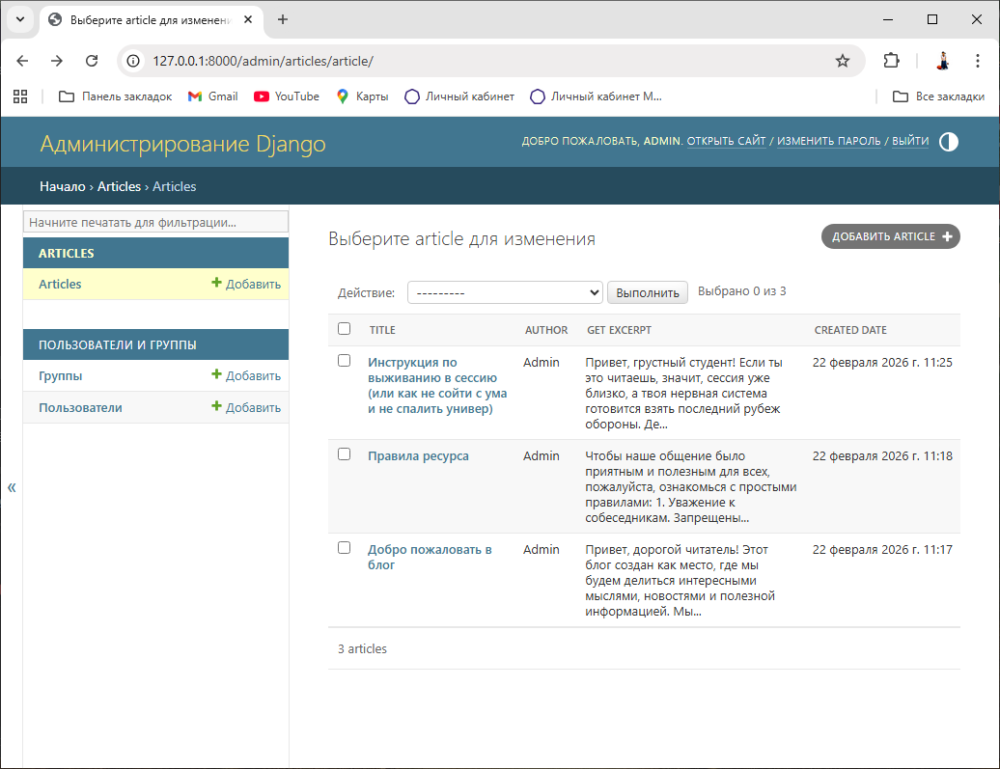 Выберите article для изменени
127.0.0.1:8000/admin/articles/article/
Панель закладок Gmail YouTube Карты Личный кабинет Личный кабинет М... Все закладки
Администрирование Django
ДОБРО ПОЖАЛОВАТЬ, ADMIN. ОТКРЫТЬ САЙТ / ИЗМЕНИТЬ ПАРОЛЬ / ВЫЙТИ
Начало › Articles › Articles
Начните печатать для фильтрации...
ARTICLES
Articles Добавить
ПОЛЬЗОВАТЕЛИ И ГРУППЫ
Группы Добавить
Пользователи Добавить
«
Выберите article для изменения
ДОБАВИТЬ ARTICLE
Действие: --------- Выполнить Выбрано 0 из 3
TITLE AUTHOR GET EXCERPT CREATED DATE
Инструкция по
выживанию в сессию
(или как не сойти с ума
и не спалить универ)
Admin
Привет, грустный студент! Если ты
это читаешь, значит, сессия уже
близко, а твоя нервная система
готовится взять последний рубеж
обороны. Де...
22 февраля 2026 г. 11:25
Правила ресурса
Admin
Чтобы наше общение было
приятным и полезным для всех,
пожалуйста, ознакомься с простыми
правилами: 1. Уважение к
собеседникам. Запрещены...
22 февраля 2026 г. 11:18
Добро пожаловать в
блог
Admin
Привет, дорогой читатель! Этот
блог создан как место, где мы
будем делиться интересными
мыслями, новостями и полезной
информацией. Мы...
22 февраля 2026 г. 11:17
3 articles